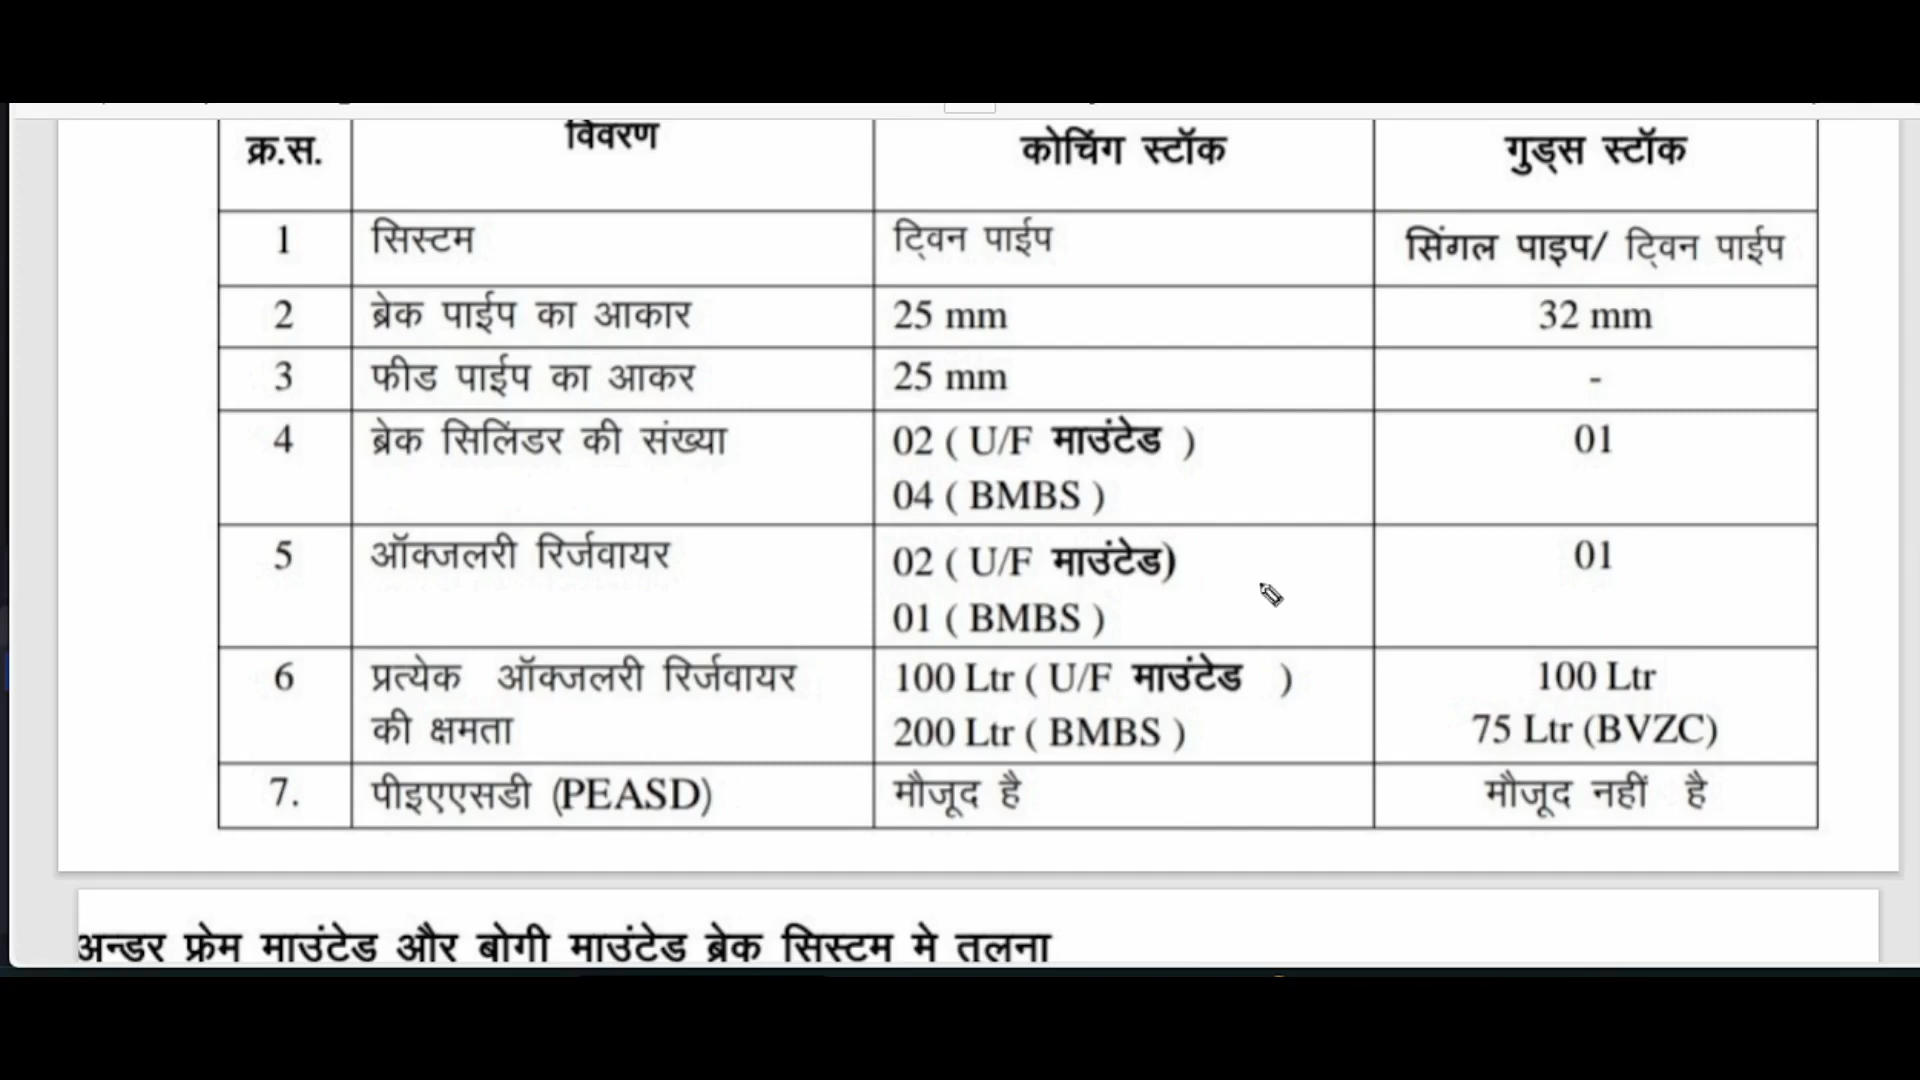 क्र.स. विवरण कोचिंग स्टॉक गुड्स स्टॉक
1 सिस्टम ट्विन पाईप सिंगल पाइप/ ट्विन पाईप
2 ब्रेक पाईप का आकार 25 mm 32 mm
3 फीड पाईप का आकर 25 mm -
4 ब्रेक सिलिंडर की संख्या 02 ( U/F माउंटेड ) 01
04 ( BMBS )
5 ऑक्जलरी रिर्जवायर 02 ( U/F माउंटेड) 01
01 ( BMBS )
6 प्रत्येक ऑक्जलरी रिर्जवायर 100 Ltr ( U/F माउंटेड ) 100 Ltr
की क्षमता 200 Ltr ( BMBS ) 75 Ltr (BVZC)
7. पीइएएसडी (PEASD) मौजूद है मौजूद नहीं है
अन्डर फ्रेम माउंटेड और बोगी माउंटेड ब्रेक सिस्टम मे तलना